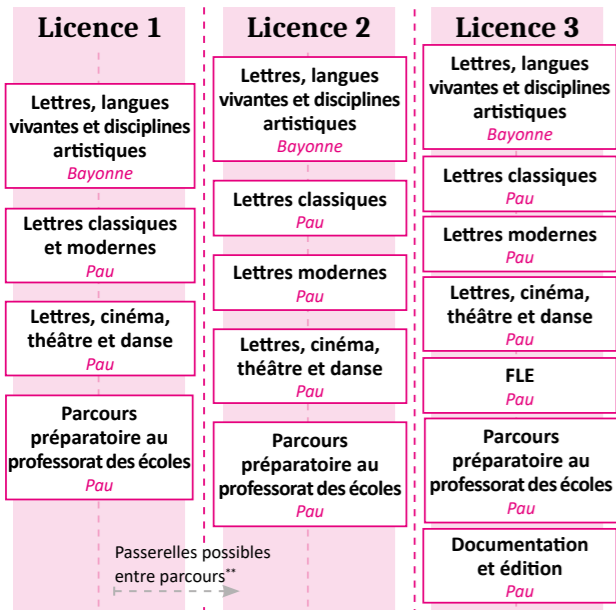 Licence 1
Lettres, langues
vivantes et disciplines
artistiques
Bayonne
Lettres classiques
et modernes
Pau
Lettres, cinéma,
théâtre et danse
Pau
Parcours
préparatoire au
professorat des écoles
Pau
Licence 2
Lettres, langues
vivantes et disciplines
artistiques
Bayonne
Lettres classiques
Pau
Lettres modernes
Pau
Lettres, cinéma,
théâtre et danse
Pau
Parcours
préparatoire au
professorat des écoles
Pau
Licence 3
Lettres, langues
vivantes et disciplines
artistiques
Bayonne
Lettres classiques
Pau
Lettres modernes
Pau
Lettres, cinéma,
théâtre et danse
Pau
FLE
Pau
Parcours
préparatoire au
professorat des écoles
Pau
Documentation
et édition
Pau
Passerelles possibles
entre parcours**